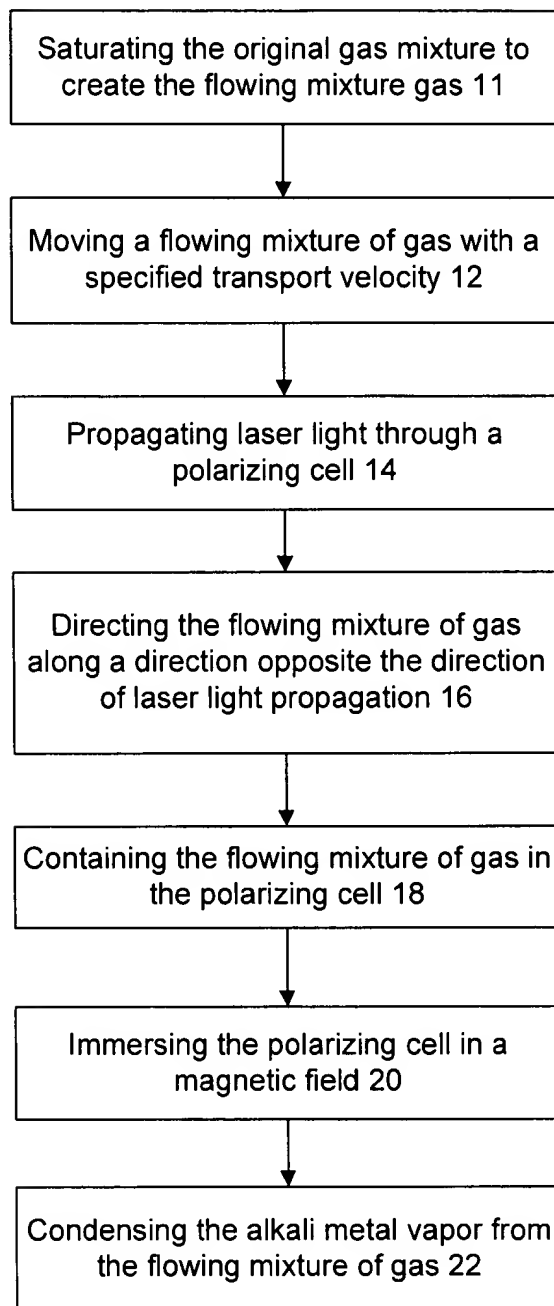 Saturating the original gas mixture to
create the flowing mixture gas 11
Moving a flowing mixture of gas with a
specified transport velocity 12
Propagating laser light through a
polarizing cell 14
Directing the flowing mixture of gas
along a direction opposite the direction
of laser light propagation 16
Containing the flowing mixture of gas in
the polarizing cell 18
Immersing the polarizing cell in a
magnetic field 20
Condensing the alkali metal vapor from
the flowing mixture of gas 22